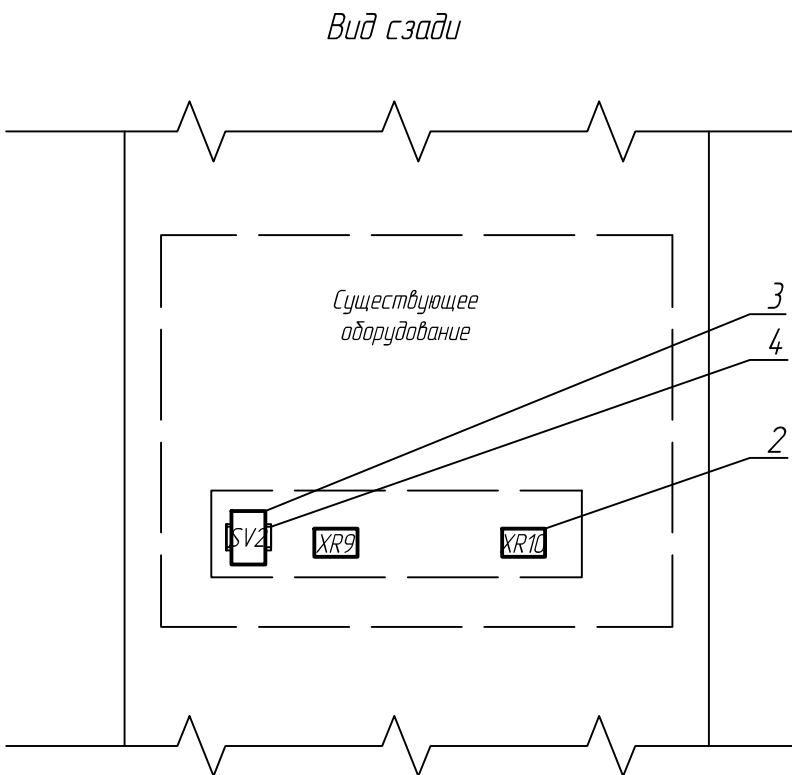 Вид сзади
Существующее
оборудование
3
4
2
SV2
XR9
XR10